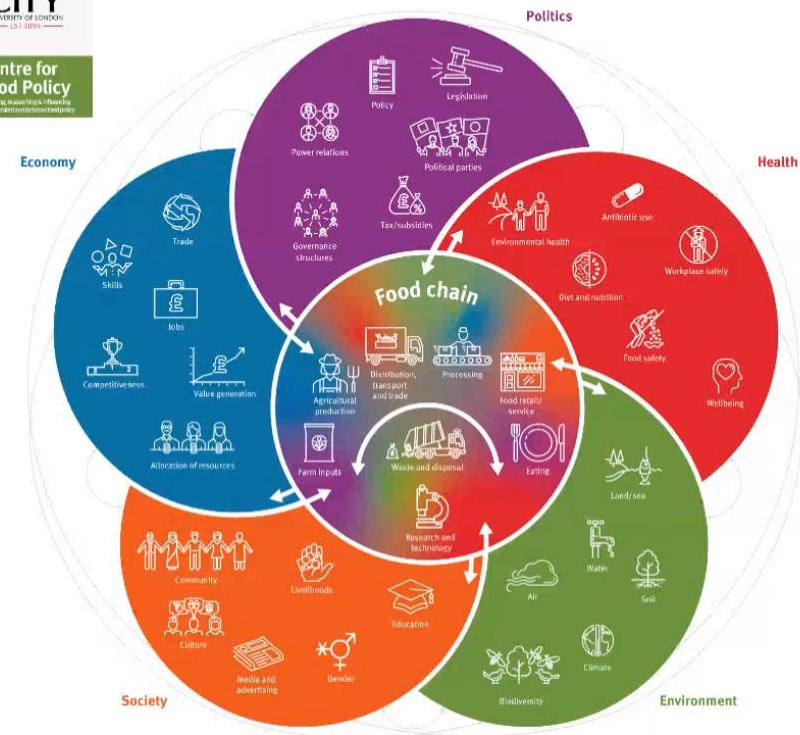 CITY
VERSITY OF LONDON
EST 1894
ntre for
od Policy
Politics
Economy
Health
Policy
Legislation
Power relations
Political parties
Governance
structures
Tax/subsidies
Trade
Skills
Jobs
Competitiveness
Value generation
Allocation of resources
Environmental health
Antibiotic use
Workplace safety
Diet and nutrition
Food safety
Wellbeing
Food chain
Agricultural
production
Distribution,
transport
and trade
Processing
Food retail/
service
Farm inputs
Waste and disposal
Eating
Research and
technology
Community
Livelihoods
Culture
Education
Media and
advertising
Gender
Land/sea
Water
Air
Soil
Climate
Biodiversity
Society
Environment